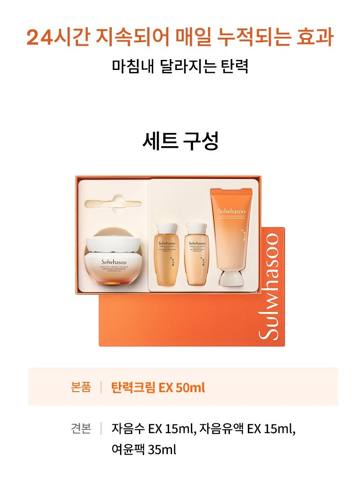 24시간 지속되어 매일 누적되는 효과
마침내 달라지는 탄력
세트 구성
Sulwhasoo
Sulwhasoo
Sulwhasoo
본품 | 탄력크림 EX 50ml
견본 | 자음수 EX 15ml, 자음유액 EX 15ml,
여윤팩 35ml